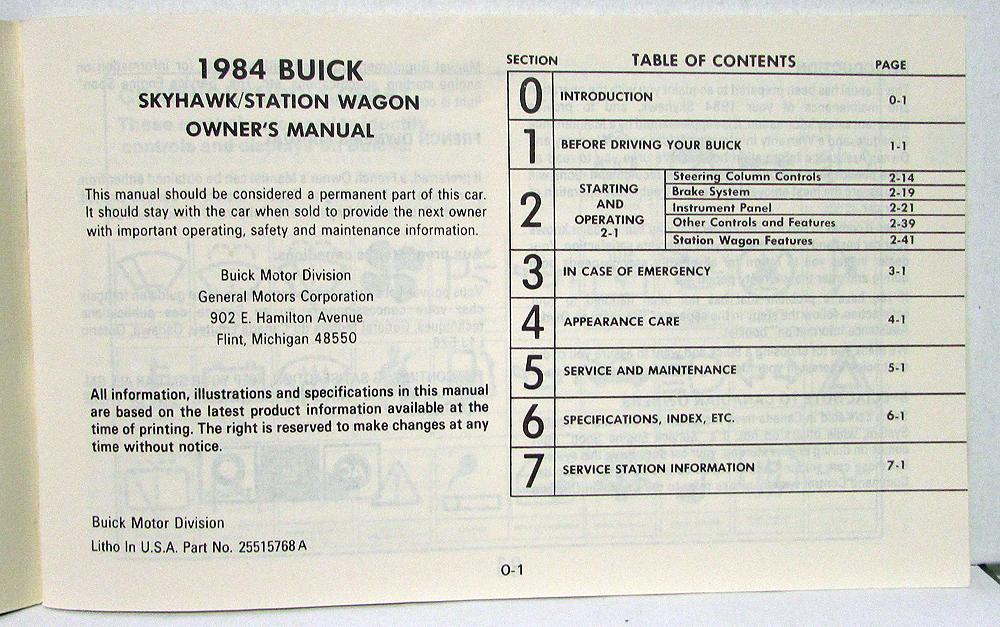 1984 BUICK
SKYHAWK/STATION WAGON
OWNER'S MANUAL
This manual should be considered a permanent part of this car.
It should stay with the car when sold to provide the next owner
with important operating, safety and maintenance information.
Buick Motor Division
General Motors Corporation
902 E. Hamilton Avenue
Flint, Michigan 48550
All information, illustrations and specifications in this manual
are based on the latest product information available at the
time of printing. The right is reserved to make changes at any
time without notice.
Buick Motor Division
Litho In U.S.A. Part No. 25515768 A
SECTION TABLE OF CONTENTS PAGE
0 INTRODUCTION 0-1
1 BEFORE DRIVING YOUR BUICK 1-1
2 STARTING AND OPERATING 2-1
Steering Column Controls 2-14
Brake System 2-19
Instrument Panel 2-21
Other Controls and Features 2-39
Station Wagon Features 2-41
3 IN CASE OF EMERGENCY 3-1
4 APPEARANCE CARE 4-1
5 SERVICE AND MAINTENANCE 5-1
6 SPECIFICATIONS, INDEX, ETC. 6-1
7 SERVICE STATION INFORMATION 7-1
0-1